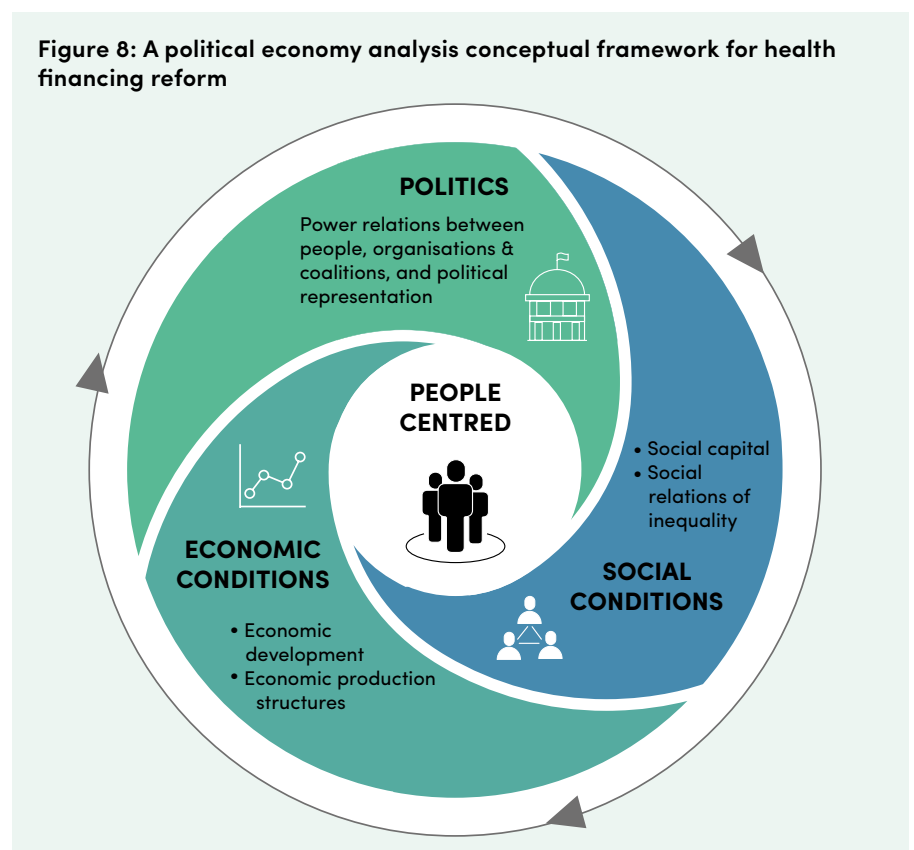 Figure 8: A political economy analysis conceptual framework for health
financing reform
POLITICS
Power relations between
people, organisations &
coalitions, and political
representation
PEOPLE
CENTRED
• Social capital
• Social
relations of
inequality
SOCIAL
CONDITIONS
ECONOMIC
CONDITIONS
• Economic
development
• Economic production
structures